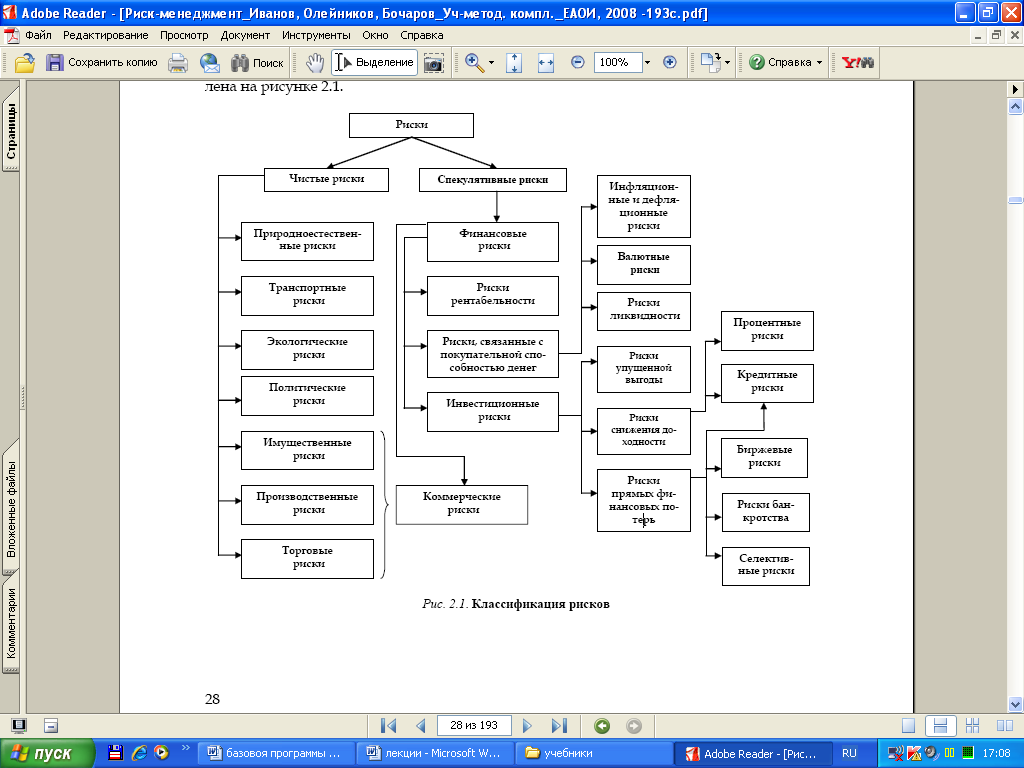 Adobe Reader - [Риск-менеджмент_Иванов, Олейников, Бочаров_Уч-метод. компл._ЕАОИ, 2008 -193с.pdf]
Файл Редактирование Просмотр Документ Инструменты Окно Справка
Сохранить копию Поиск Выделение 100% Справка Y!
Страницы
Вложенные файлы
Комментарии
лена на рисунке 2.1.
Риски
Чистые риски
Спекулятивные риски
Природноестествен-
ные риски
Транспортные
риски
Экологические
риски
Политические
риски
Имущественные
риски
Производственные
риски
Торговые
риски
Финансовые
риски
Риски
рентабельности
Риски, связанные с
покупательной спо-
собностью денег
Инвестиционные
риски
Коммерческие
риски
Инфляцион-
ные и дефля-
ционные
риски
Валютные
риски
Риски
ликвидности
Риски
упущенной
выгоды
Риски
снижения до-
ходности
Риски
прямых фи-
нансовых по-
терь
Процентные
риски
Кредитные
риски
Биржевые
риски
Риски бан-
кротства
Селектив-
ные риски
Рис. 2.1. Классификация рисков
28
28 из 193
пуск базовоя программы ... лекции - Microsoft W... учебники Adobe Reader - [Рис... RU 17:08